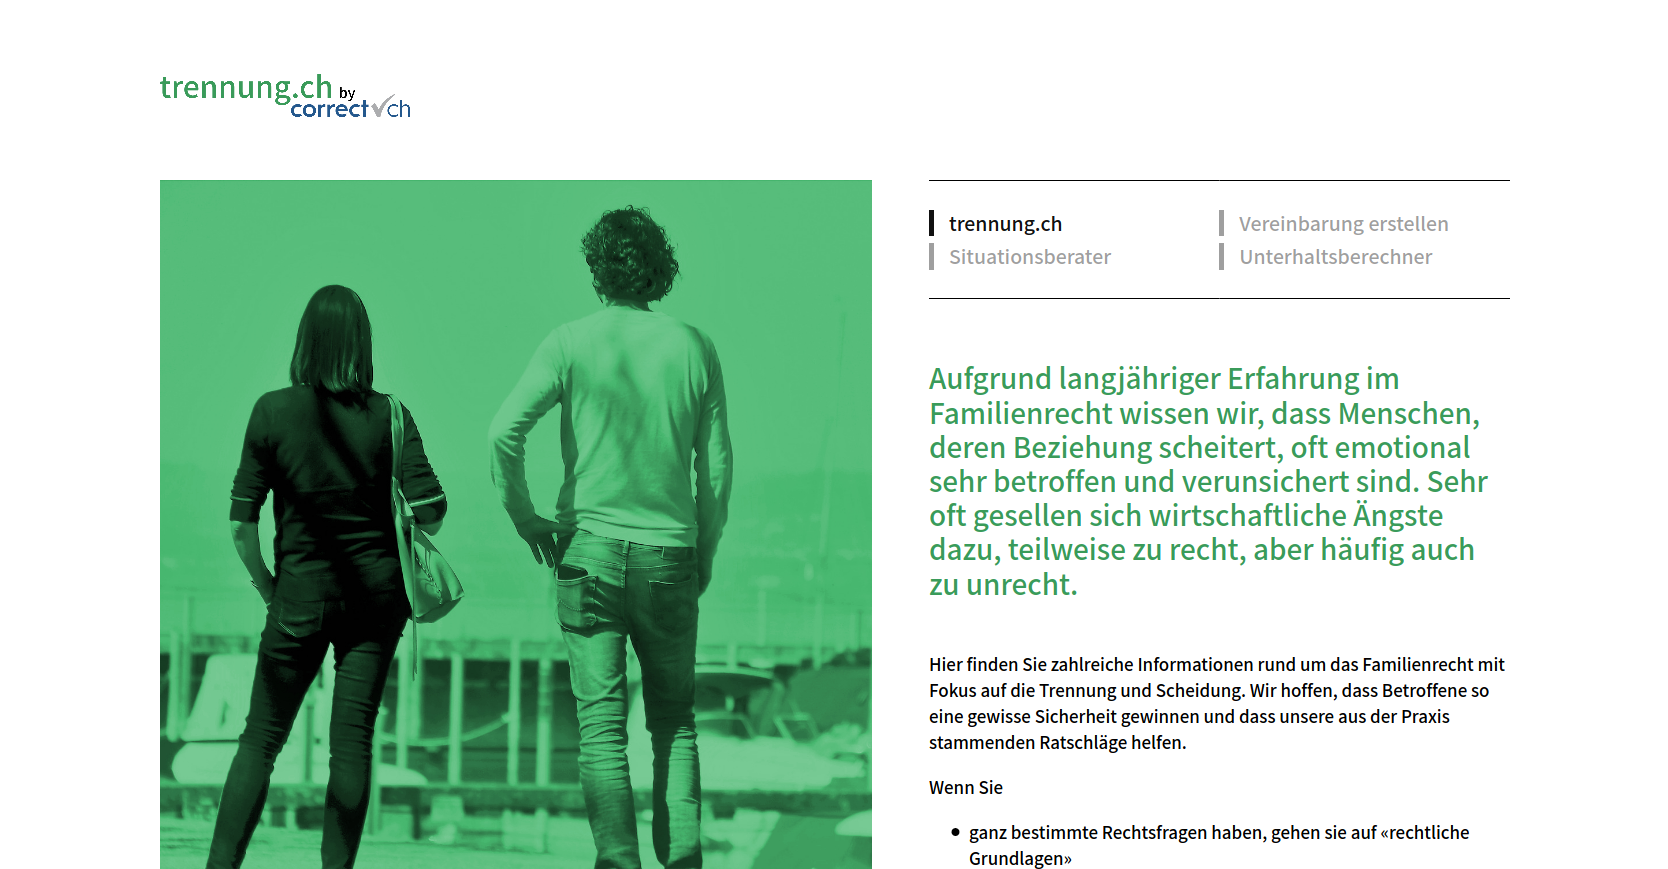 trennung.ch by
correct ch
trennung.ch
Vereinbarung erstellen
Situationsberater
Unterhaltsberechner
Aufgrund langjähriger Erfahrung im
Familienrecht wissen wir, dass Menschen,
deren Beziehung scheitert, oft emotional
sehr betroffen und verunsichert sind. Sehr
oft gesellen sich wirtschaftliche Ängste
dazu, teilweise zu recht, aber häufig auch
zu unrecht.
Hier finden Sie zahlreiche Informationen rund um das Familienrecht mit
Fokus auf die Trennung und Scheidung. Wir hoffen, dass Betroffene so
eine gewisse Sicherheit gewinnen und dass unsere aus der Praxis
stammenden Ratschläge helfen.
Wenn Sie
• ganz bestimmte Rechtsfragen haben, gehen sie auf «rechtliche
Grundlagen»